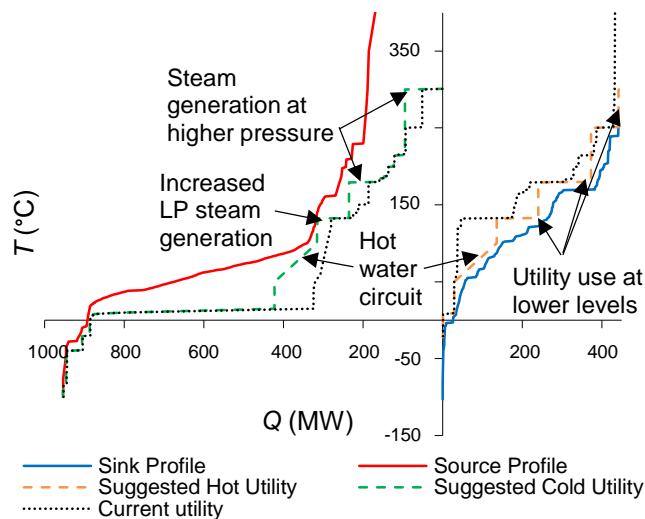 350
Steam
generation at
higher pressure
Increased
LP steam
generation
150
T (°C)
Hot
water
circuit
Utility use at
lower levels
1000 800 600 400 200
200 400
-50
Q (MW)
-150
Sink Profile
Source Profile
Suggested Hot Utility
Suggested Cold Utility
Current utility